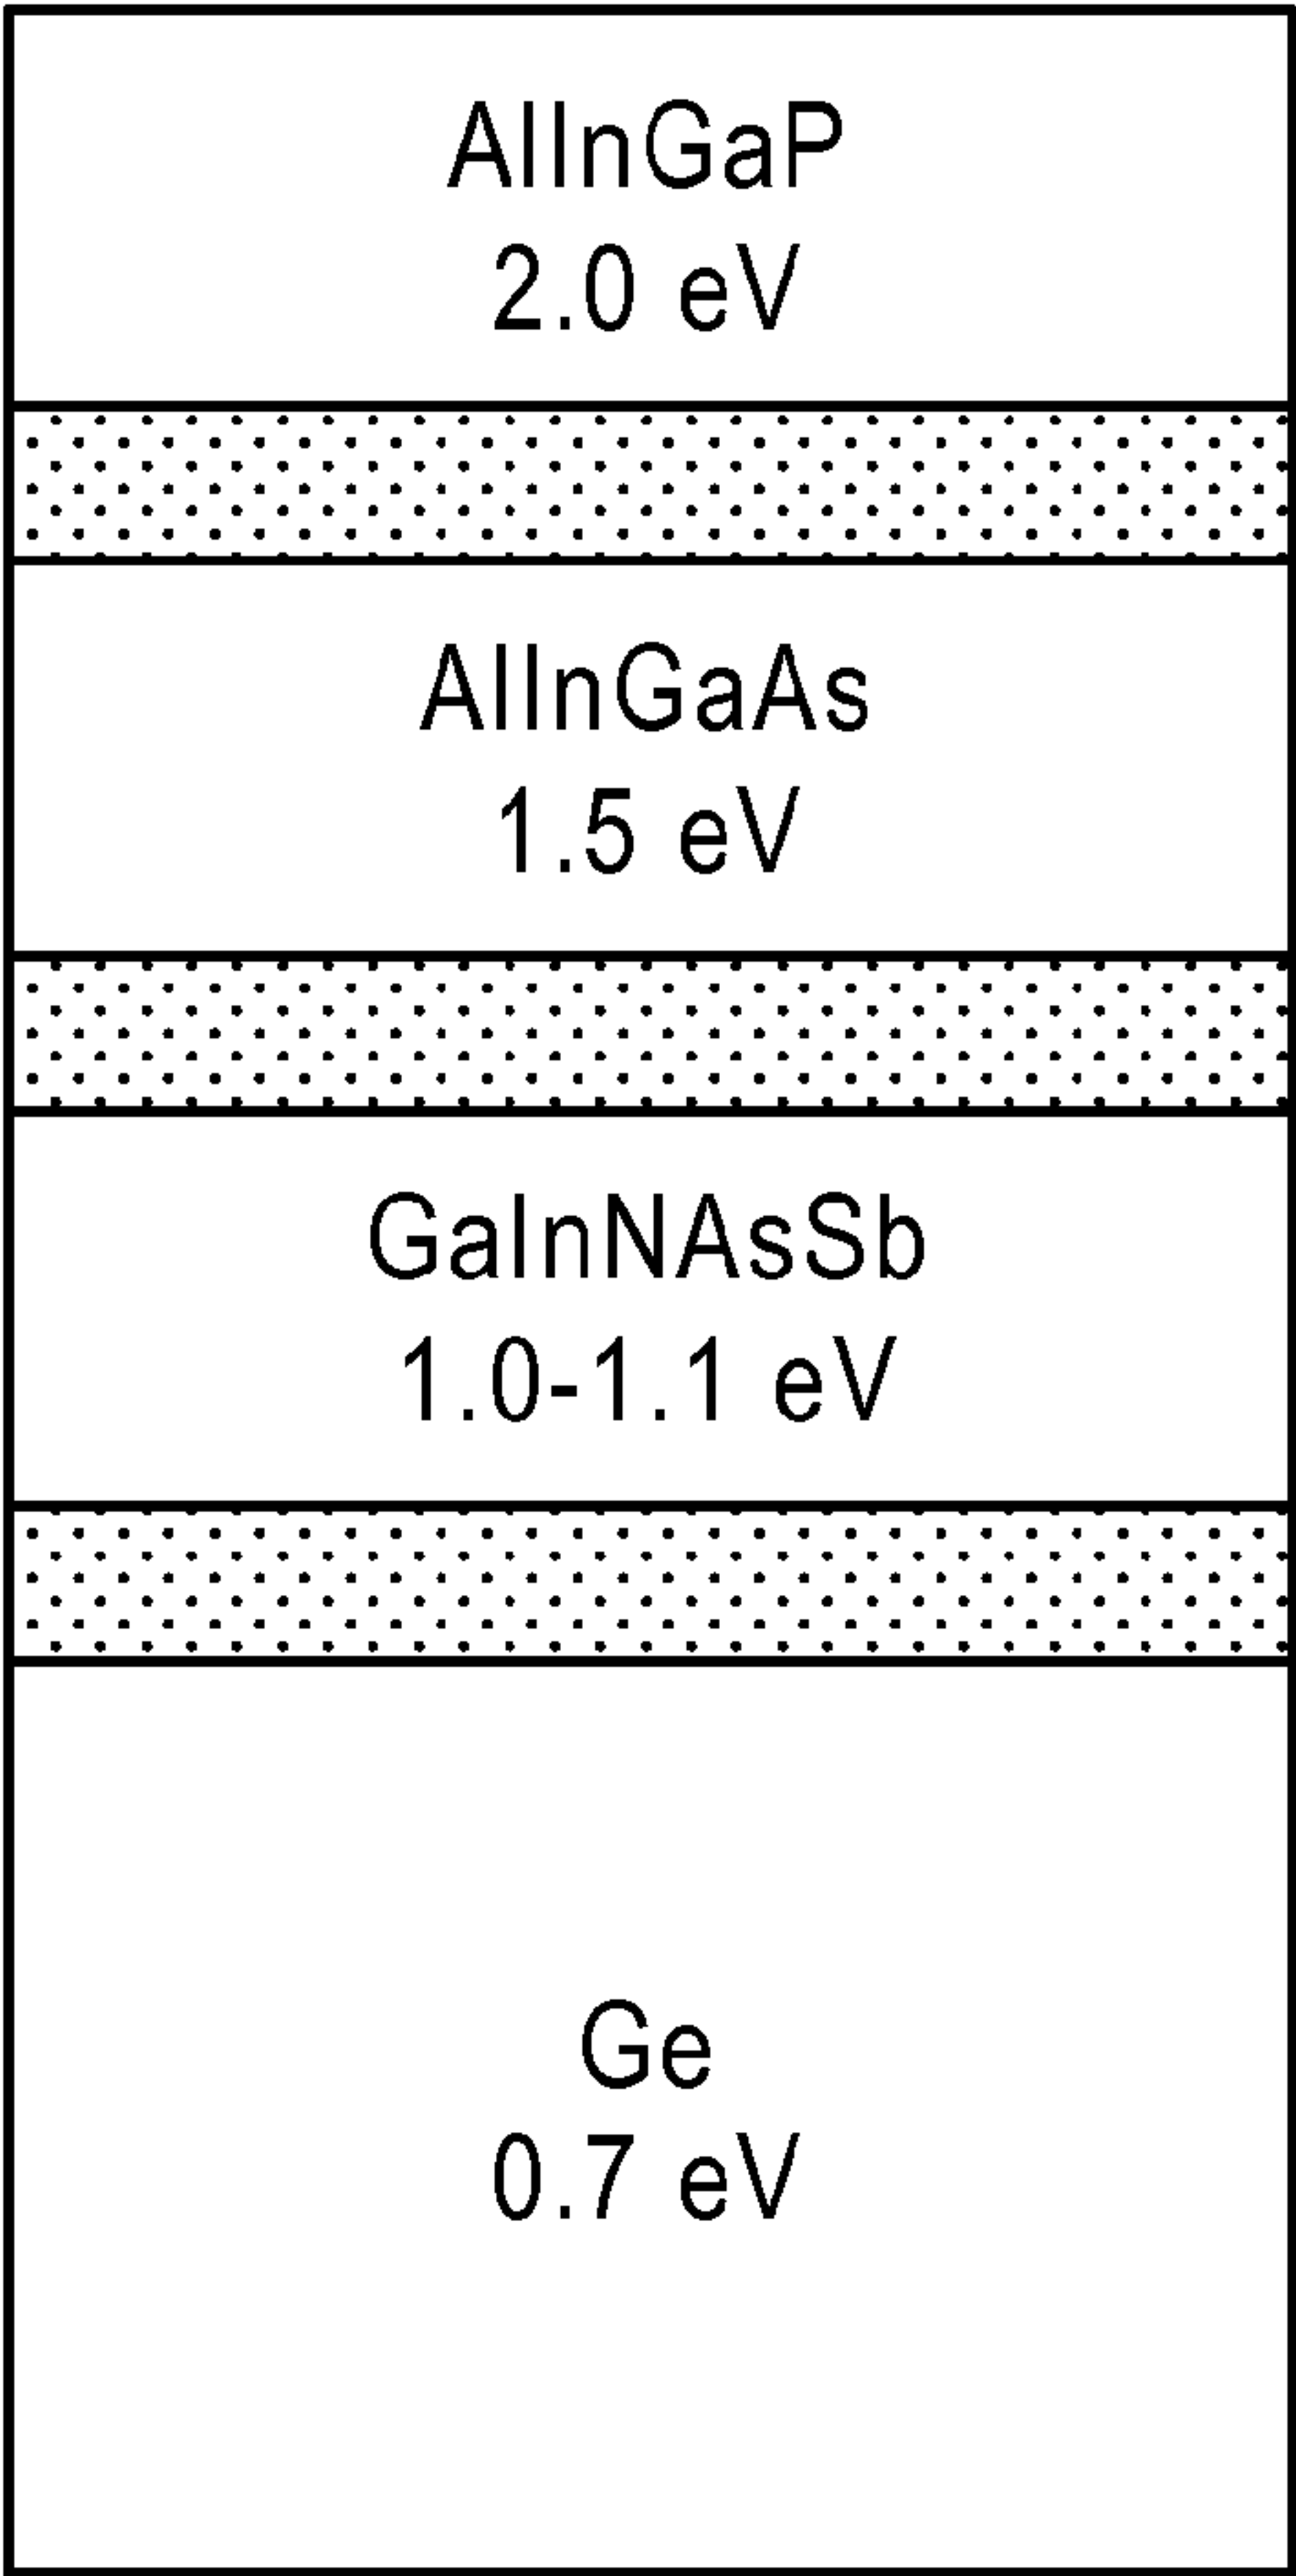 AlInGaP
2.0 eV
AlInGaAs
1.5 eV
GaInNAsSb
1.0-1.1 eV
Ge
0.7 eV